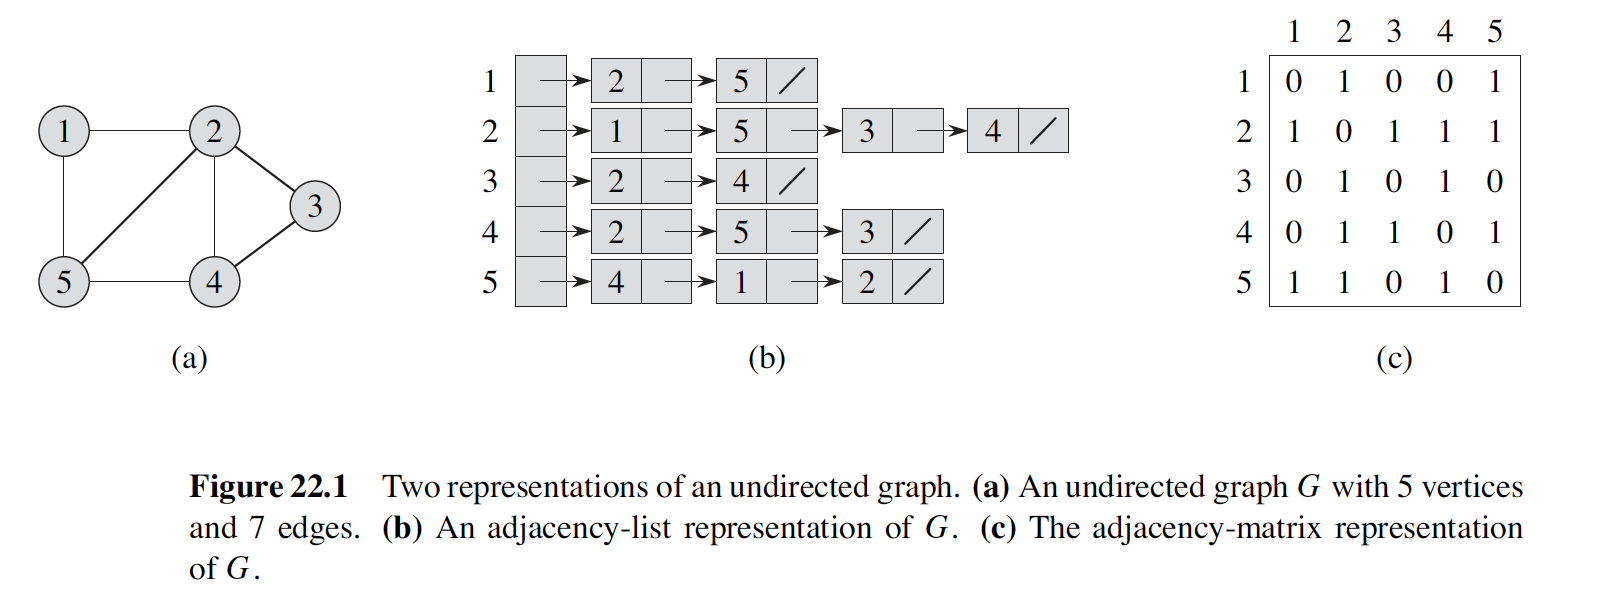 1 2
3
5 4
(a)
1 2 5 /
2 1 5 3 4 /
3 2 4 /
4 2 5 3 /
5 4 1 2 /
(b)
1 2 3 4 5
1 0 1 0 0 1
2 1 0 1 1 1
3 0 1 0 1 0
4 0 1 1 0 1
5 1 1 0 1 0
(c)
Figure 22.1 Two representations of an undirected graph. (a) An undirected graph G with 5 vertices
and 7 edges. (b) An adjacency-list representation of G. (c) The adjacency-matrix representation
of G.